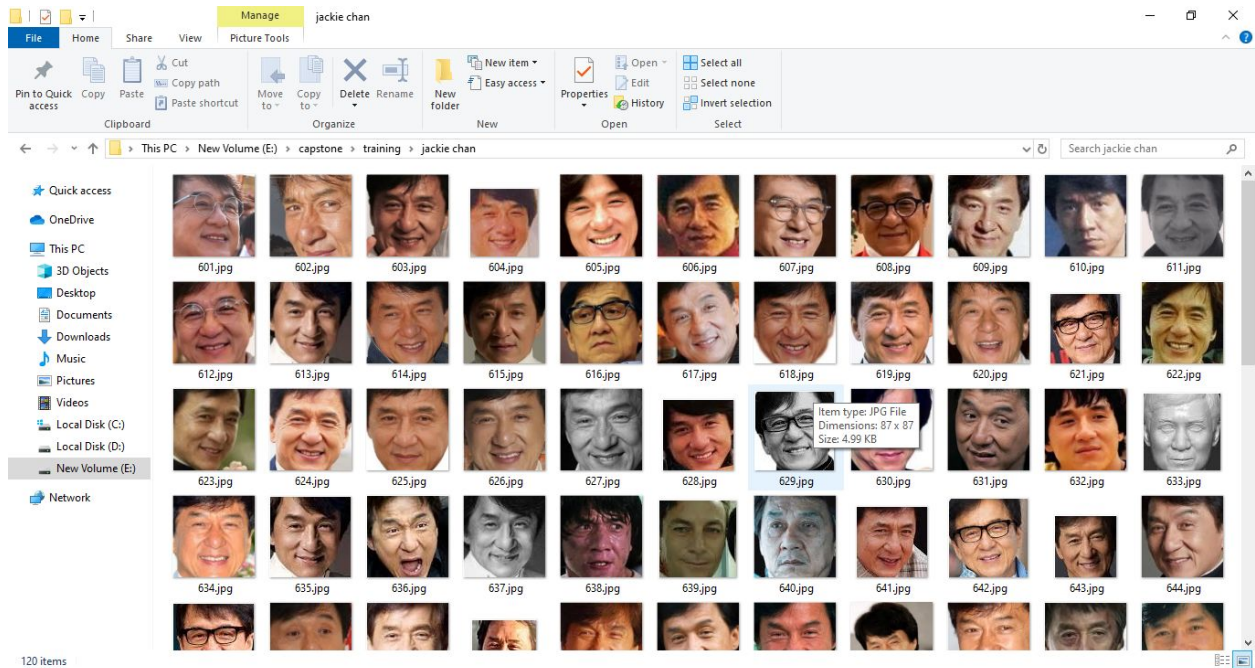 Manage jackie chan
File Home Share View Picture Tools
Pin to Quick access
Copy
Paste
Cut
Copy path
Paste shortcut
Clipboard
Move to
Copy to
Delete
Rename
Organize
New folder
New item
Easy access
New
Properties
Open
Edit
History
Open
Select all
Select none
Invert selection
Select
This PC New Volume (E:) capstone training jackie chan
Search jackie chan
Quick access
OneDrive
This PC
3D Objects
Desktop
Documents
Downloads
Music
Pictures
Videos
Local Disk (C:)
Local Disk (D:)
New Volume (E:)
Network
601.jpg 602.jpg 603.jpg 604.jpg 605.jpg 606.jpg 607.jpg 608.jpg 609.jpg 610.jpg 611.jpg
612.jpg 613.jpg 614.jpg 615.jpg 616.jpg 617.jpg 618.jpg 619.jpg 620.jpg 621.jpg 622.jpg
Item type: JPG File
Dimensions: 87 x 87
Size: 4.99 KB
623.jpg 624.jpg 625.jpg 626.jpg 627.jpg 628.jpg 629.jpg 630.jpg 631.jpg 632.jpg 633.jpg
634.jpg 635.jpg 636.jpg 637.jpg 638.jpg 639.jpg 640.jpg 641.jpg 642.jpg 643.jpg 644.jpg
120 items